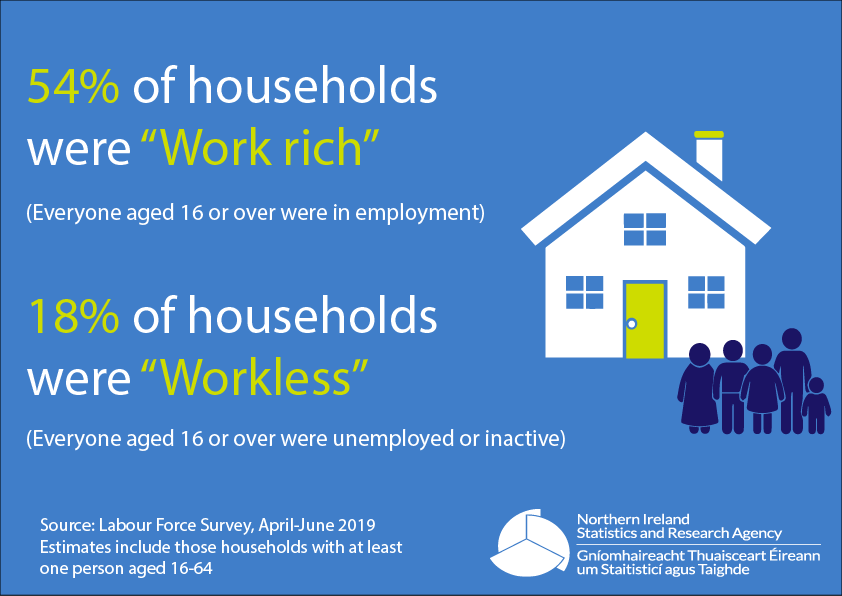 54% of households
were “Work rich”
(Everyone aged 16 or over were in employment)
18% of households
were “Workless”
(Everyone aged 16 or over were unemployed or inactive)
Source: Labour Force Survey, April-June 2019
Estimates include those households with at least
one person aged 16-64
Northern Ireland
Statistics and Research Agency
Gníomhaireacht Thuaisceart Éireann
um Staitisticí agus Taighde